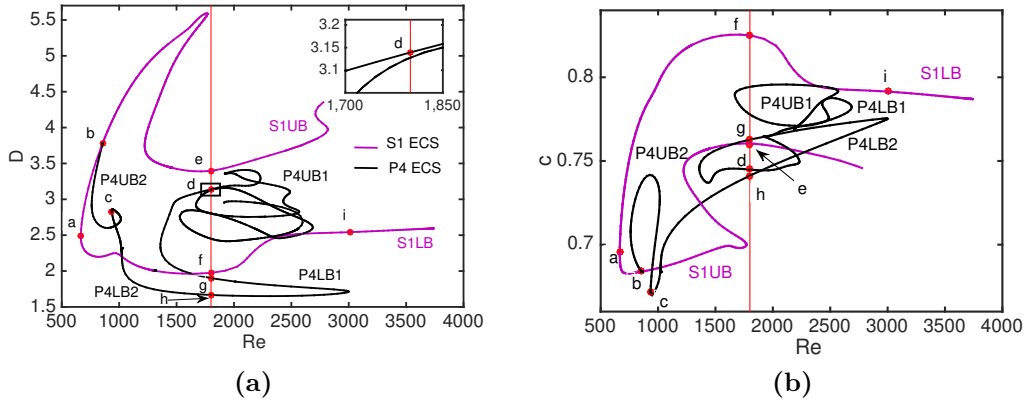 5.5
5
4.5
4
3.5
3
2.5
2
1.5
D
500 1000 1500 2000 2500 3000 3500 4000
Re
3.2
3.15
3.1
d
1,700 1,850
S1UB
S1 ECS
P4 ECS
b
e
P4UB2
d
P4UB1
c
a
i
S1LB
f
P4LB2
g
P4LB1
h
(a)
0.8
0.75
0.7
c
500 1000 1500 2000 2500 3000 3500 4000
Re
f
i
S1LB
P4UB1
P4LB1
g
P4UB2
P4LB2
d
e
h
a
S1UB
b
c
(b)